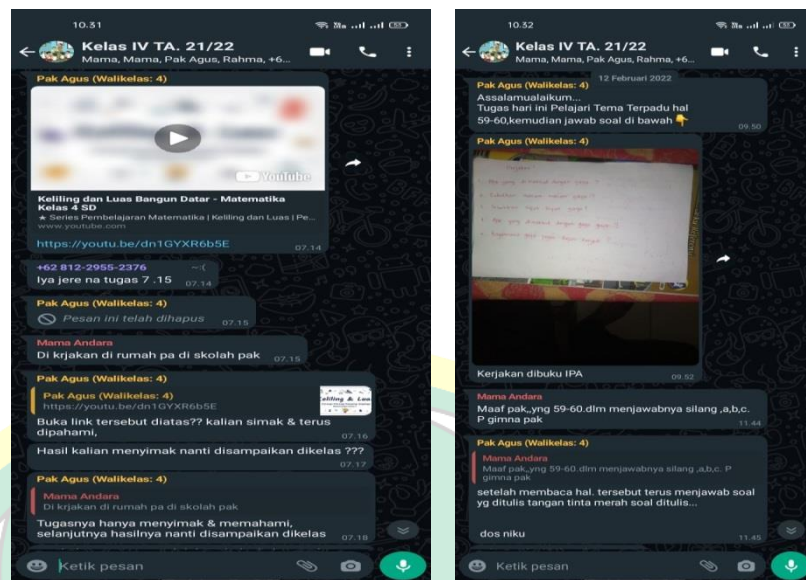 10.31
Kelas IV TA. 21/22
Mama, Mama, Pak Agus, Rahma, +6...
Pak Agus (Walikelas: 4)
YouTube
Keliling dan Luas Bangun Datar - Matematika
Kelas 4 SD
★ Series Pembelajaran Matematika | Keliling dan Luas | Pe...
www.youtube.com
https://youtu.be/dn1GYXR6b5E
07.14
+62 812-2955-2376 ~:(
Iya jere na tugas 7 .15
07.14
Pak Agus (Walikelas: 4)
Pesan ini telah dihapus
07.15
Mama Andara
Di krjakan di rumah pa di skolah pak
07.15
Pak Agus (Walikelas: 4)
Pak Agus (Walikelas: 4)
https://youtu.be/dn1GYXR6b5E
Buka link tersebut diatas?? kalian simak & terus
dipahami,
07.16
Hasil kalian menyimak nanti disampaikan dikelas ???
07.17
Pak Agus (Walikelas: 4)
Mama Andara
Di krjakan di rumah pa di skolah pak
Tugasnya hanya menyimak & memahami,
selanjutnya hasilnya nanti disampaikan dikelas
07.18
Ketik pesan
10.32
Kelas IV TA. 21/22
Mama, Mama, Pak Agus, Rahma, +6...
12 Februari 2022
Pak Agus (Walikelas: 4)
Assalamualaikum...
Tugas hari ini Pelajari Tema Terpadu hal
59-60,kemudian jawab soal di bawah👇
09.50
Pak Agus (Walikelas: 4)
Kerjakan dibuku IPA
09.52
Mama Andara
Maaf pak,,yng 59-60.dlm menjawabnya silang ,a,b,c.
P gimna pak
11.44
Pak Agus (Walikelas: 4)
Mama Andara
Maaf pak,,yng 59-60.dlm menjawabnya silang ,a,b,c. P
gimna pak
setelah membaca hal. tersebut terus menjawab soal
yg ditulis tangan tinta merah soal ditulis...
dos niku
11.45
Ketik pesan